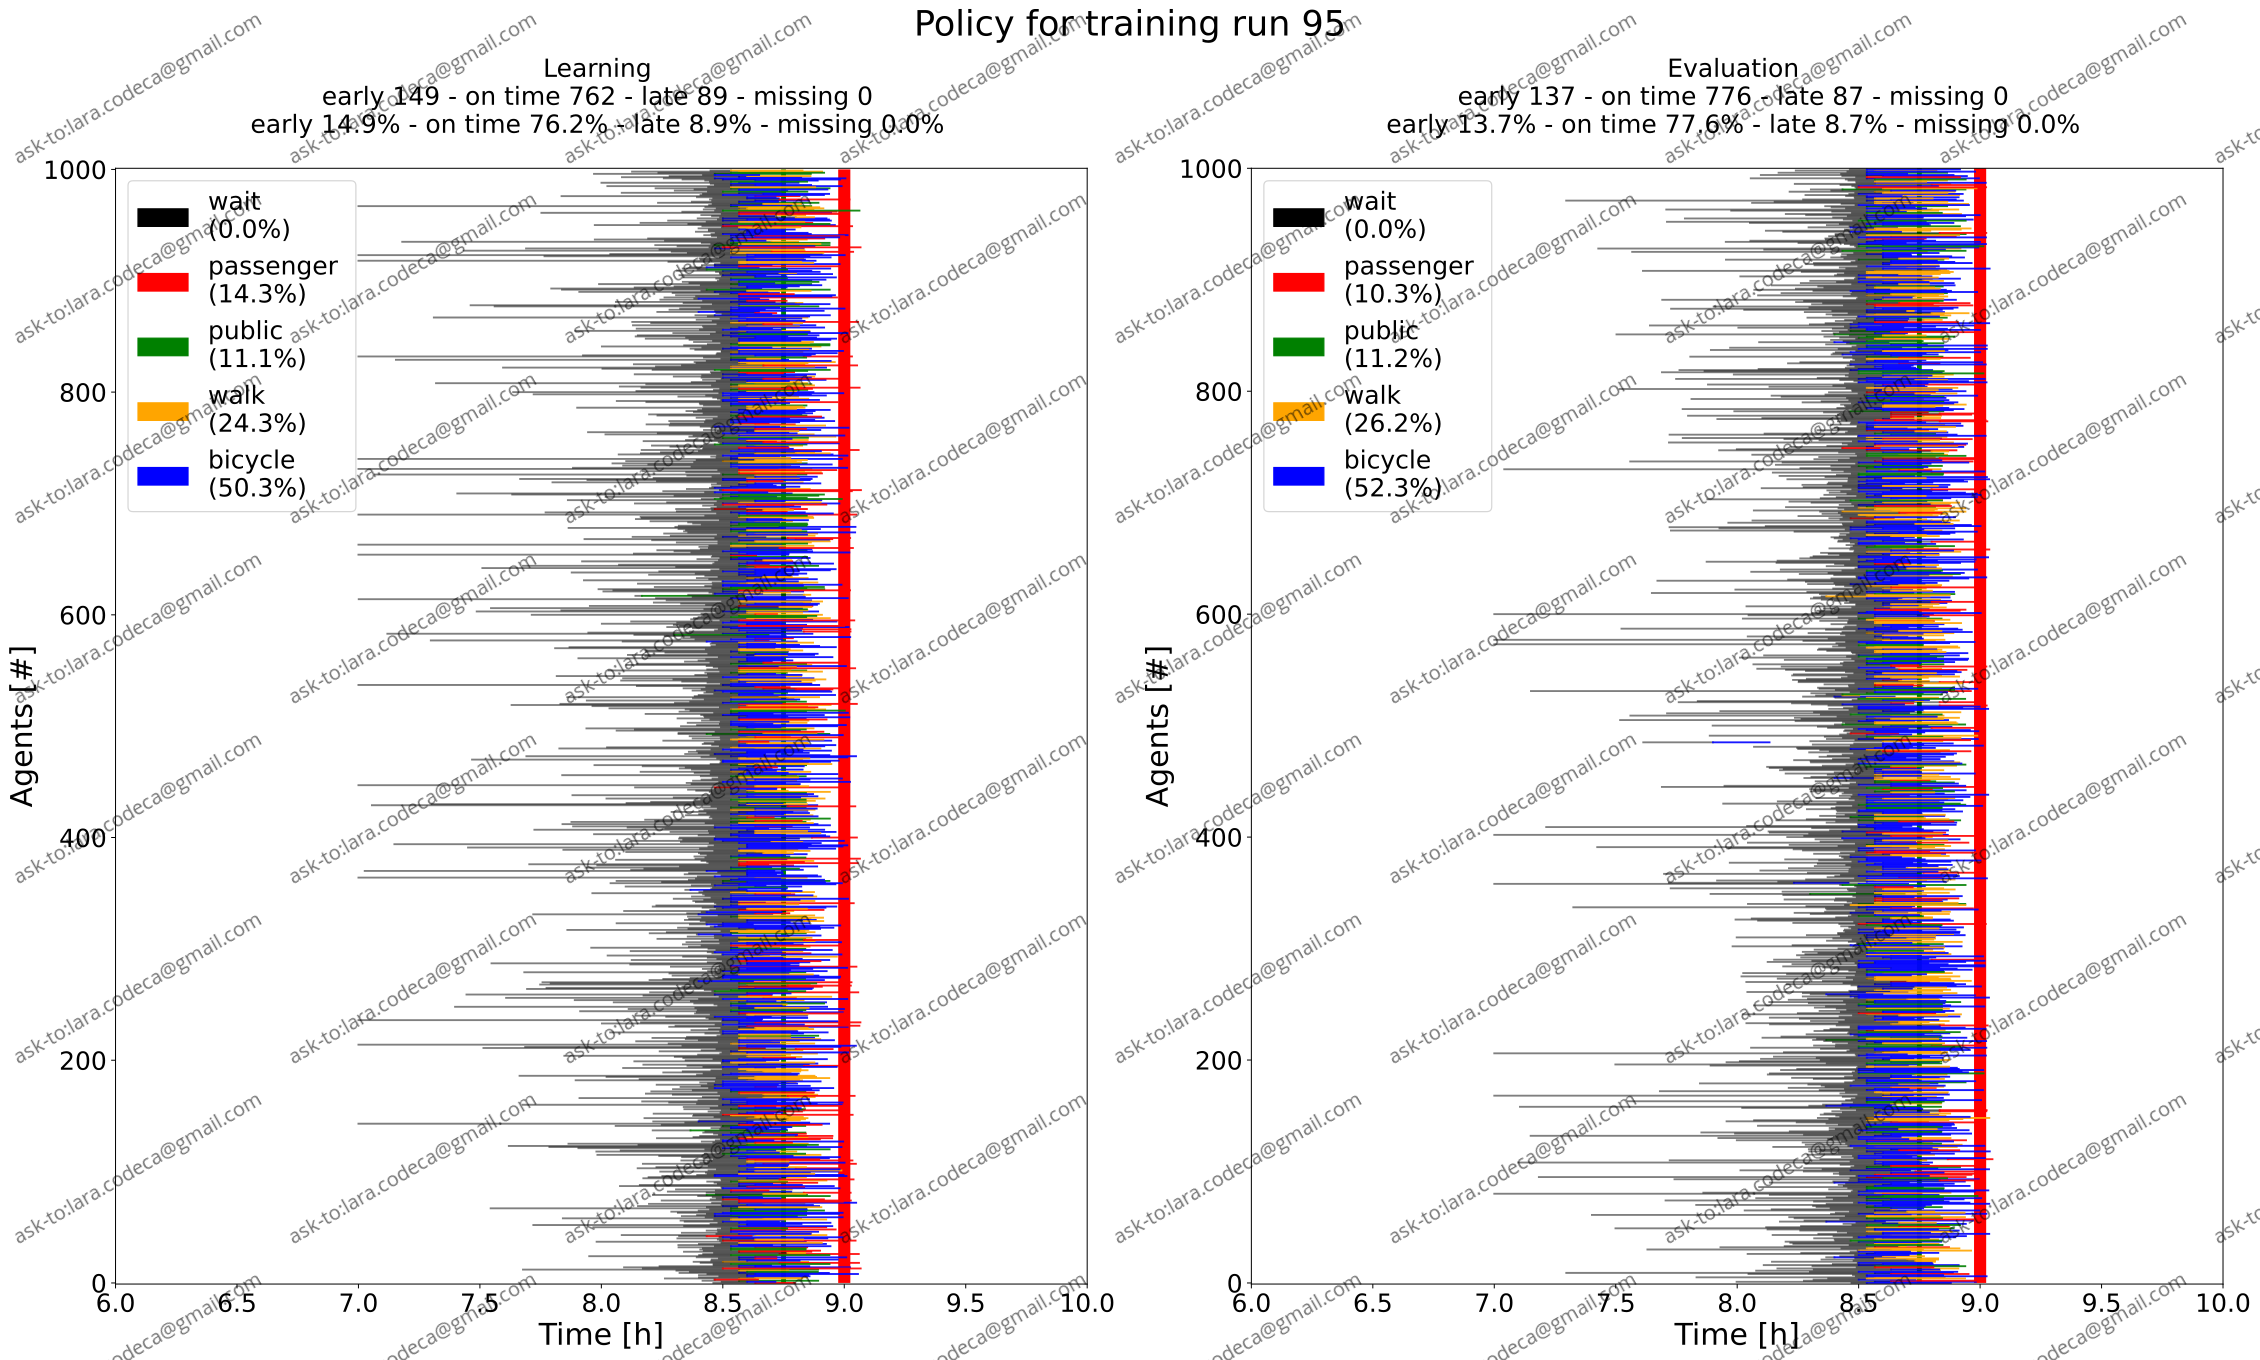 Policy for training run 95
Learning
early 149 - on time 762 - late 89 - missing 0
early 14.9% - on time 76.2% - late 8.9% - missing 0.0%
1000
800
600
400
200
0
Agents [#]
wait
(0.0%)
passenger
(14.3%)
public
(11.1%)
walk
(24.3%)
bicycle
(50.3%)
6.0 6.5 7.0 7.5 8.0 8.5 9.0 9.5 10.0
Time [h]
Evaluation
early 137 - on time 776 - late 87 - missing 0
early 13.7% - on time 77.6% - late 8.7% - missing 0.0%
1000
800
600
400
200
0
Agents [#]
wait
(0.0%)
passenger
(10.3%)
public
(11.2%)
walk
(26.2%)
bicycle
(52.3%)
6.0 6.5 7.0 7.5 8.0 8.5 9.0 9.5 10.0
Time [h]
ask-to:lara.codeca@gmail.com